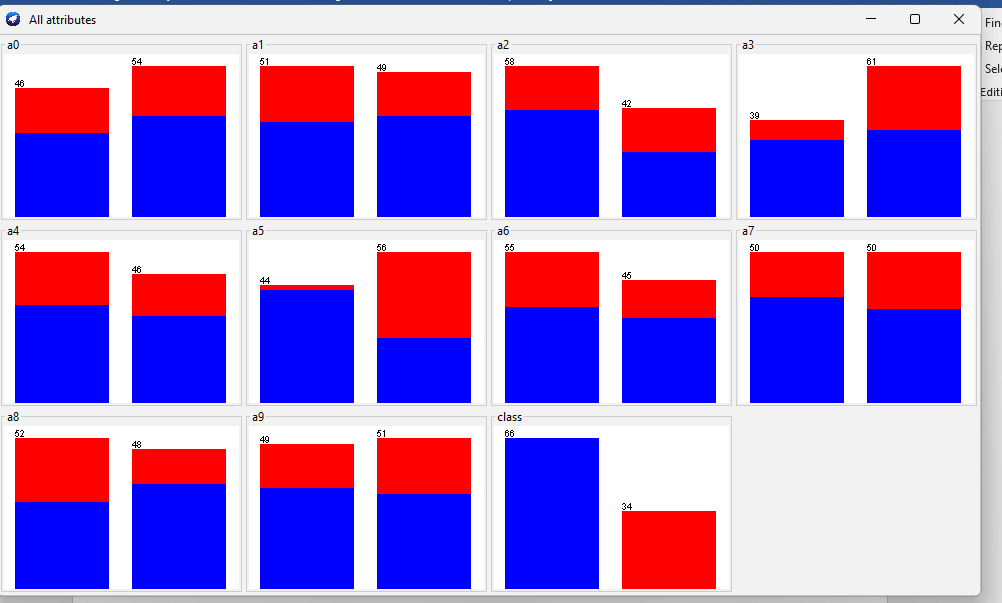 All attributes
Fin
a0 a1 a2 a3
Rep
46 54 51 49 58 42 39 61
Sele
Editi
a4 a5 a6 a7
54 46 44 56 55 45 50 50
a8 a9 class
52 48 49 51 66 34